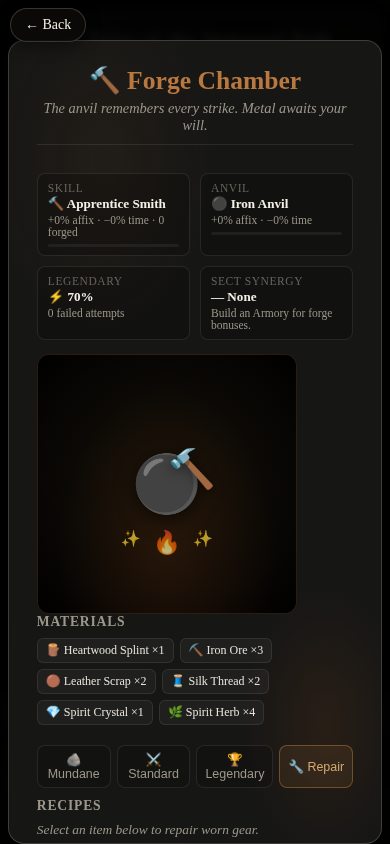 ← Back
🔨 Forge Chamber
The anvil remembers every strike. Metal awaits your
will.
SKILL
🔨 Apprentice Smith
+0% affix · −0% time · 0
forged
ANVIL
⚫ Iron Anvil
+0% affix · −0% time
LEGENDARY
⚡ 70%
0 failed attempts
SECT SYNERGY
— None
Build an Armory for forge
bonuses.
MATERIALS
🪵 Heartwood Splint ×1
⛏️ Iron Ore ×3
🟤 Leather Scrap ×2
🧵 Silk Thread ×2
💎 Spirit Crystal ×1
🌿 Spirit Herb ×4
🪨 Mundane
⚔️ Standard
🏆 Legendary
🔧 Repair
RECIPES
Select an item below to repair worn gear.